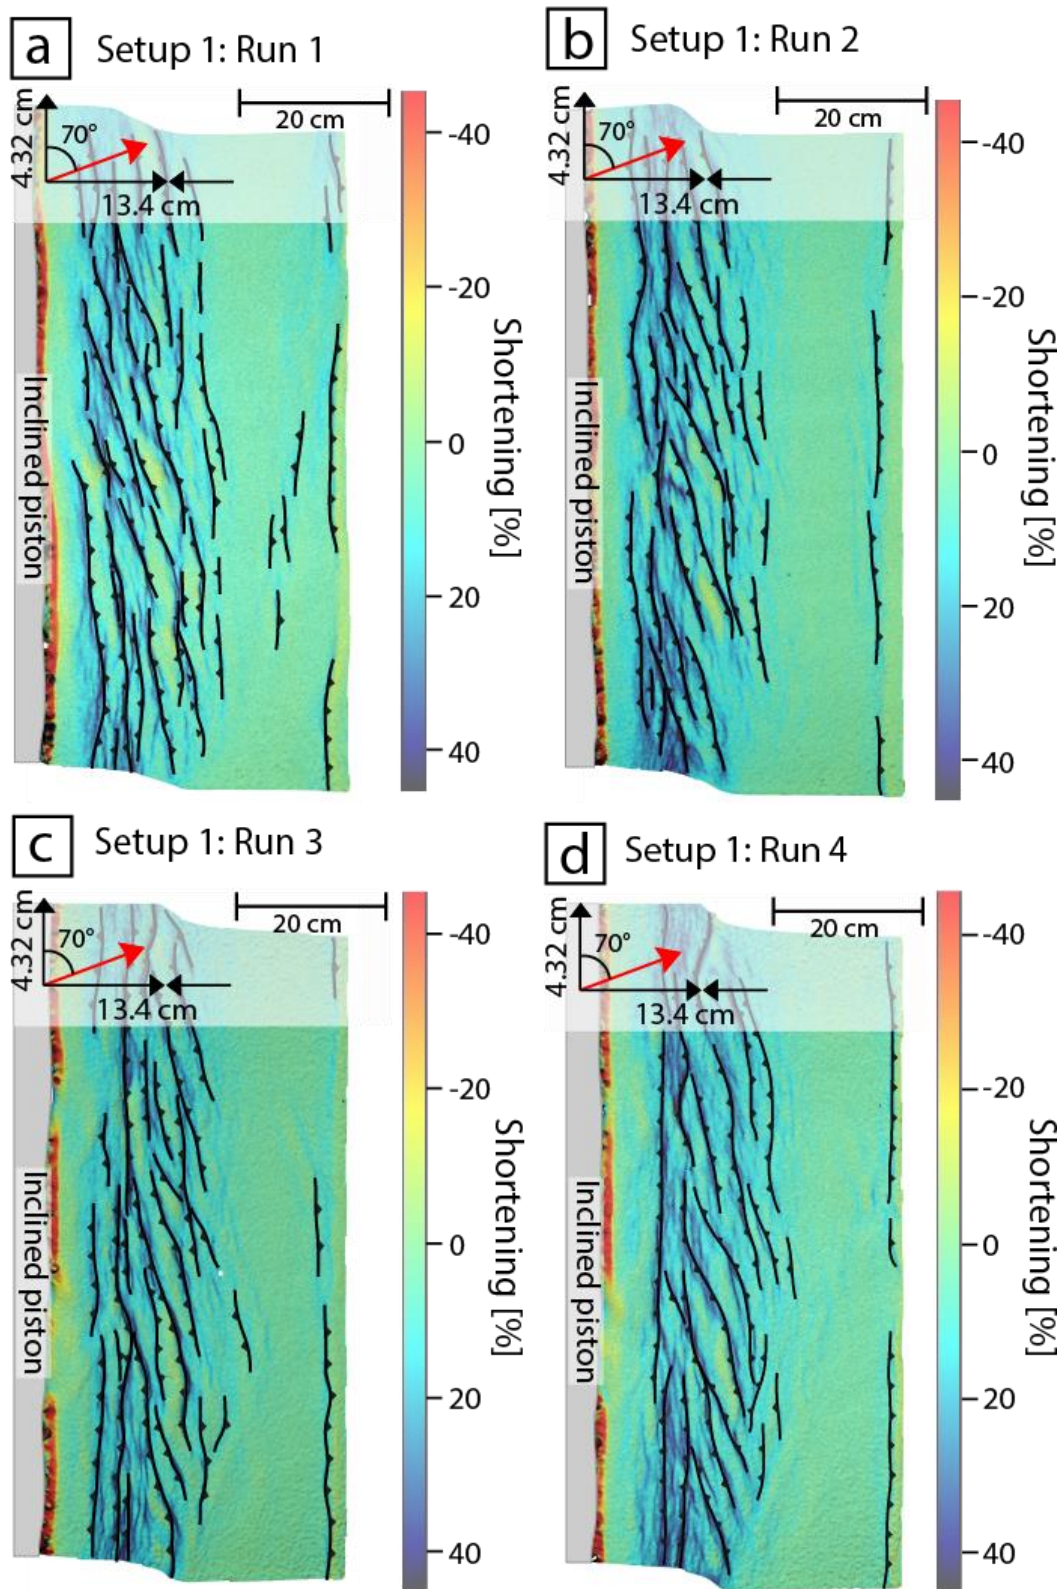 a
Setup 1: Run 1
20 cm
4.32 cm
70°
13.4 cm
Inclined piston
-40
-20
0
20
40
Shortening [%]
b
Setup 1: Run 2
20 cm
4.32 cm
70°
13.4 cm
Inclined piston
-40
-20
0
20
40
Shortening [%]
c
Setup 1: Run 3
20 cm
4.32 cm
70°
13.4 cm
Inclined piston
-40
-20
0
20
40
Shortening [%]
d
Setup 1: Run 4
20 cm
4.32 cm
70°
13.4 cm
Inclined piston
-40
-20
0
20
40
Shortening [%]